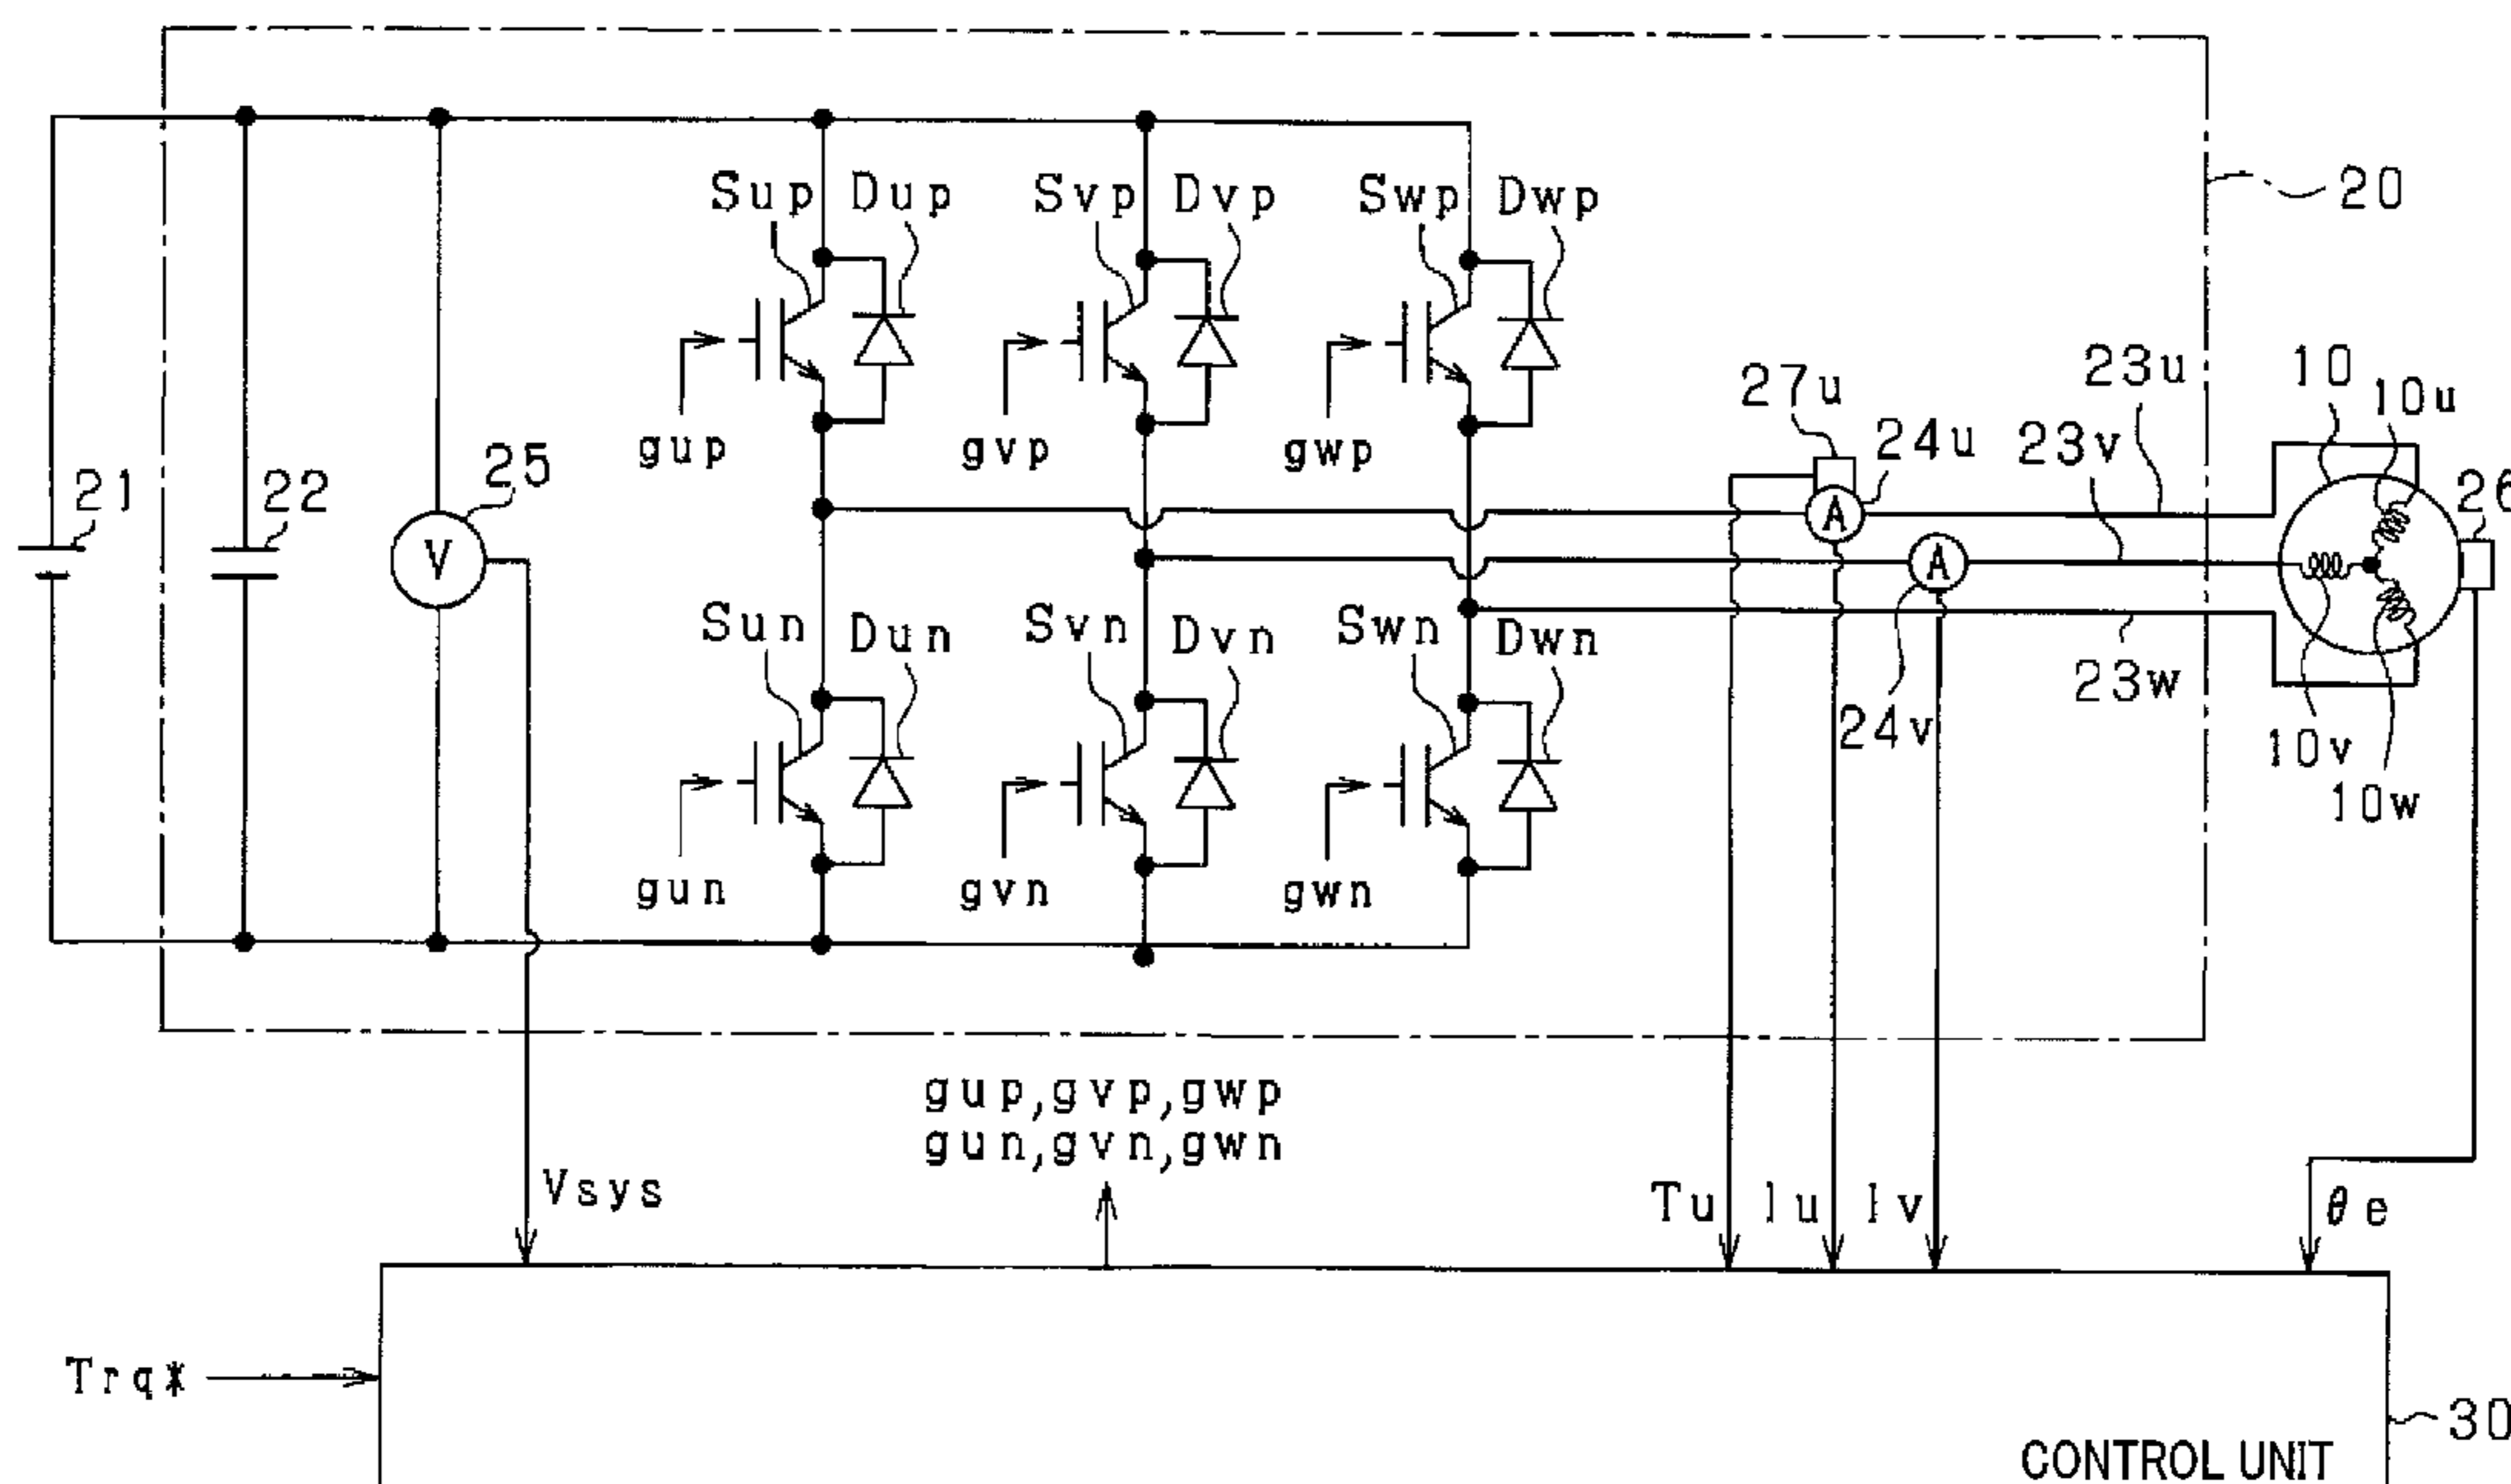 20
Sup Dup Svp Dvp Swp Dwp
gup gvp gwp
27u 24u 23v 23u 10 10u
21 22 25 V A A 26
Sun Dun Svn Dvn Swn Dwn
gun gvn gwn
24v 23w 10v 10w
gup,gvp,gwp
gun,gvn,gwn
Vsys Tu Iu Iv θe
Trq*
30
CONTROL UNIT